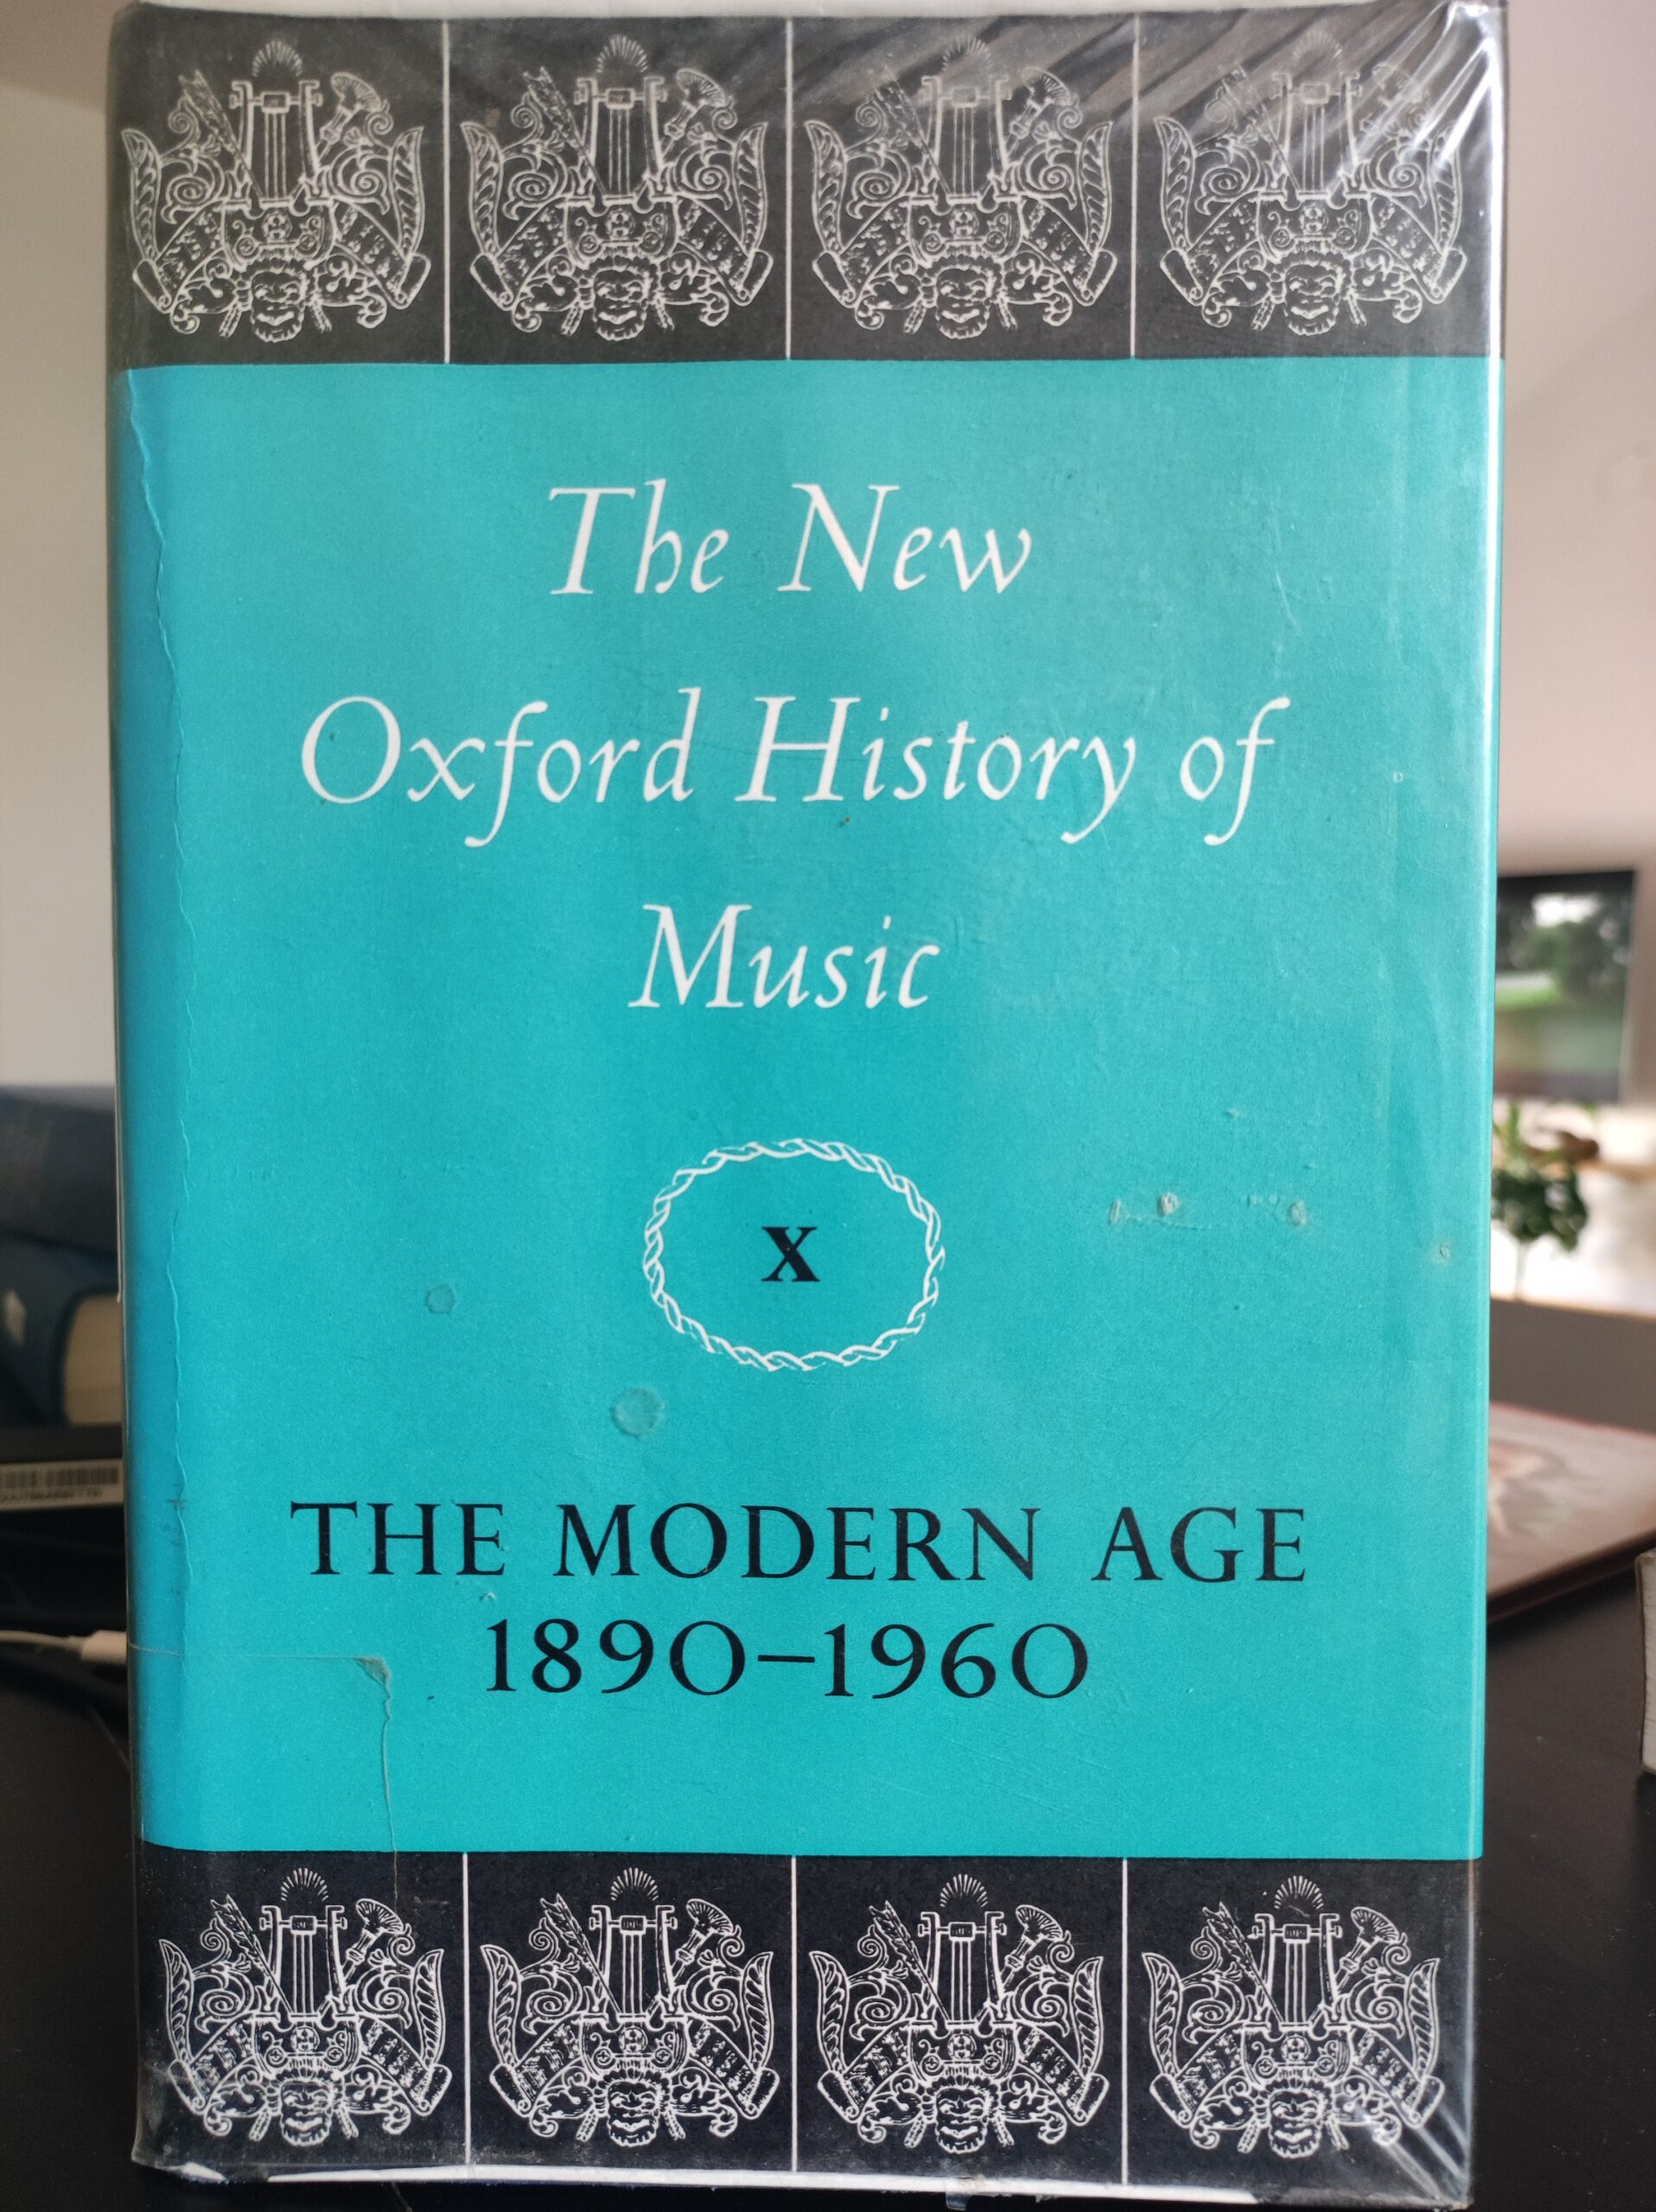 The New
Oxford History of
Music
X
THE MODERN AGE
1890–1960